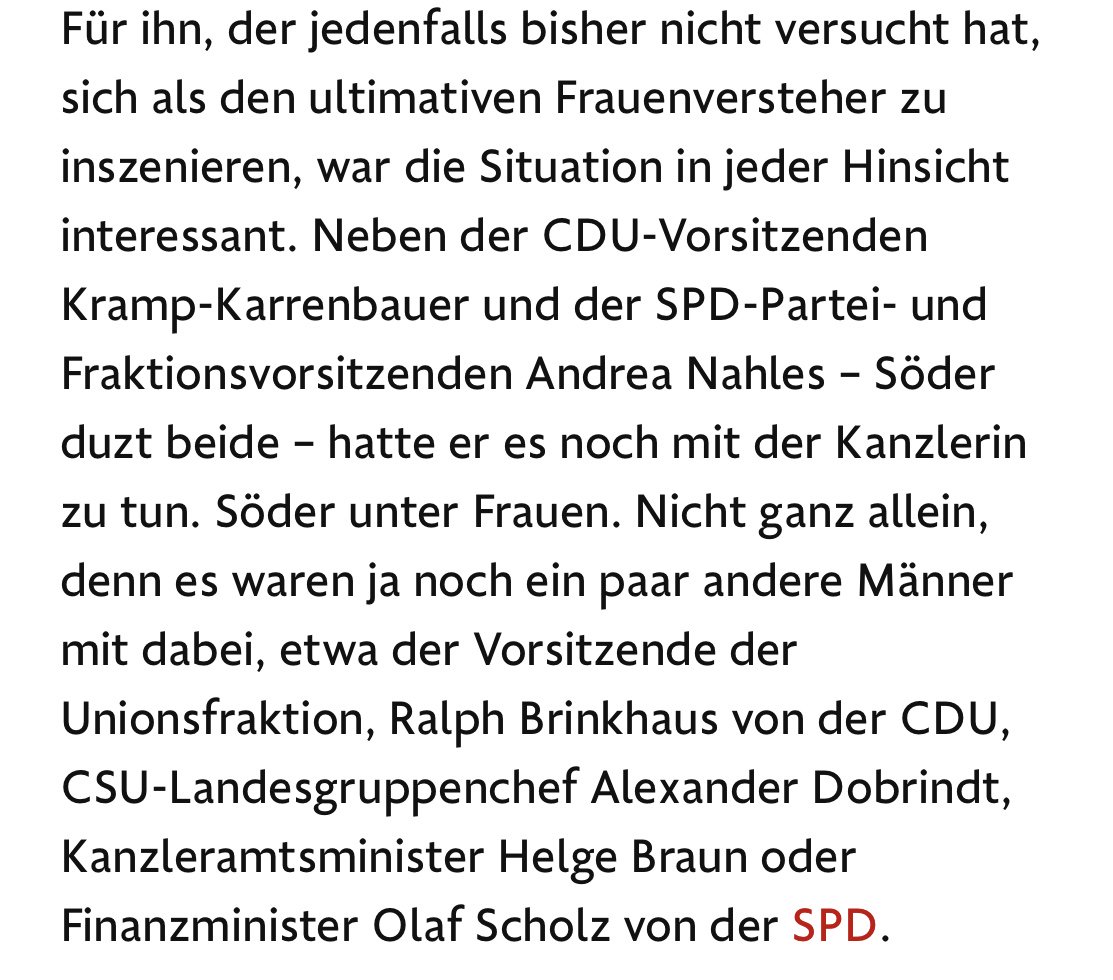 Für ihn, der jedenfalls bisher nicht versucht hat,
sich als den ultimativen Frauenversteher zu
inszenieren, war die Situation in jeder Hinsicht
interessant. Neben der CDU-Vorsitzenden
Kramp-Karrenbauer und der SPD-Partei- und
Fraktionsvorsitzenden Andrea Nahles – Söder
duzt beide – hatte er es noch mit der Kanzlerin
zu tun. Söder unter Frauen. Nicht ganz allein,
denn es waren ja noch ein paar andere Männer
mit dabei, etwa der Vorsitzende der
Unionsfraktion, Ralph Brinkhaus von der CDU,
CSU-Landesgruppenchef Alexander Dobrindt,
Kanzleramtsminister Helge Braun oder
Finanzminister Olaf Scholz von der SPD.